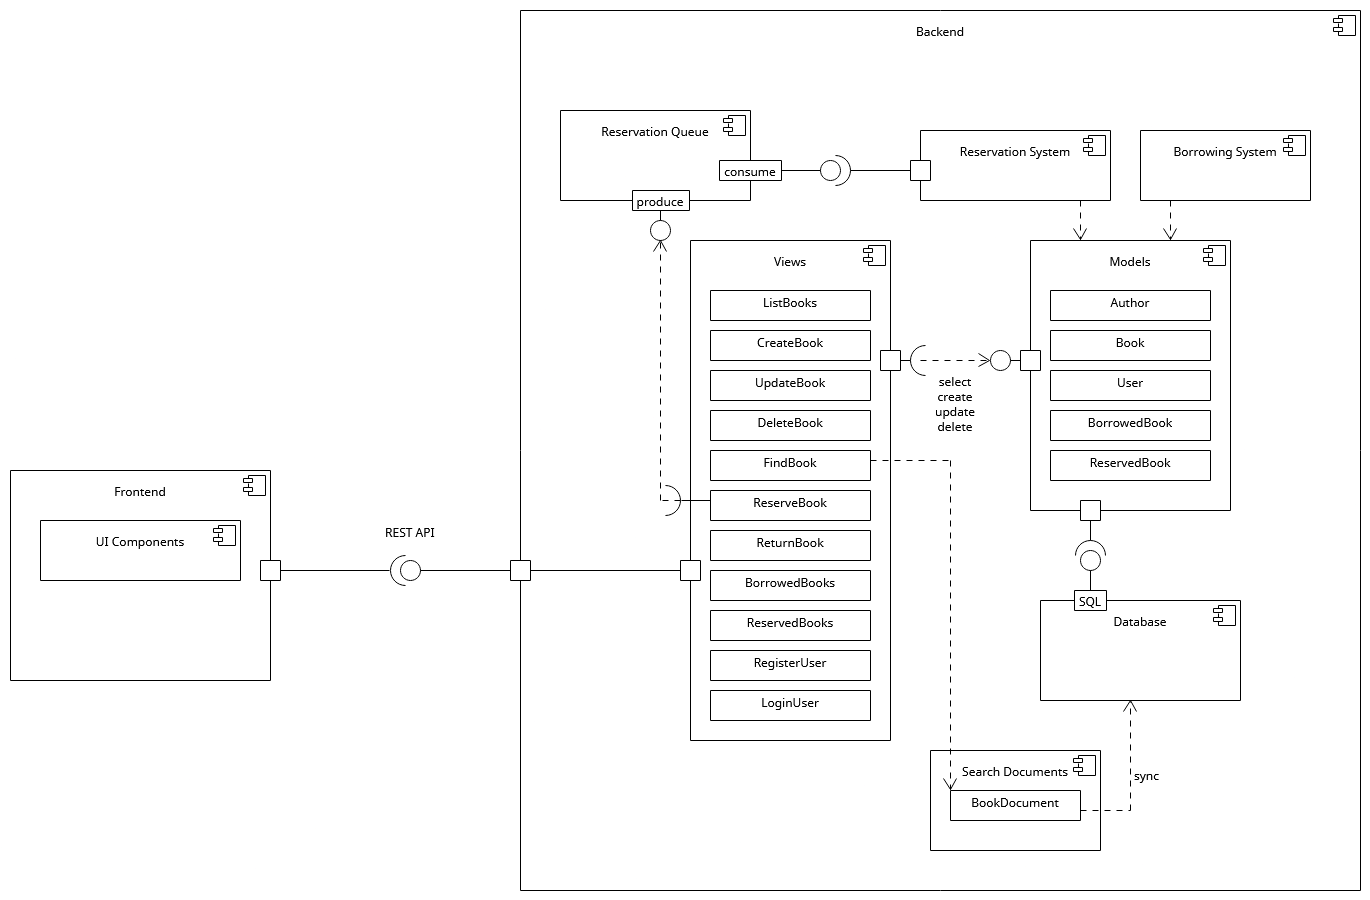 Backend
Reservation Queue
consume
produce
Reservation System
Borrowing System
Views
ListBooks
CreateBook
UpdateBook
DeleteBook
FindBook
ReserveBook
ReturnBook
BorrowedBooks
ReservedBooks
RegisterUser
LoginUser
select
create
update
delete
Models
Author
Book
User
BorrowedBook
ReservedBook
Frontend
UI Components
REST API
SQL
Database
Search Documents
BookDocument
sync